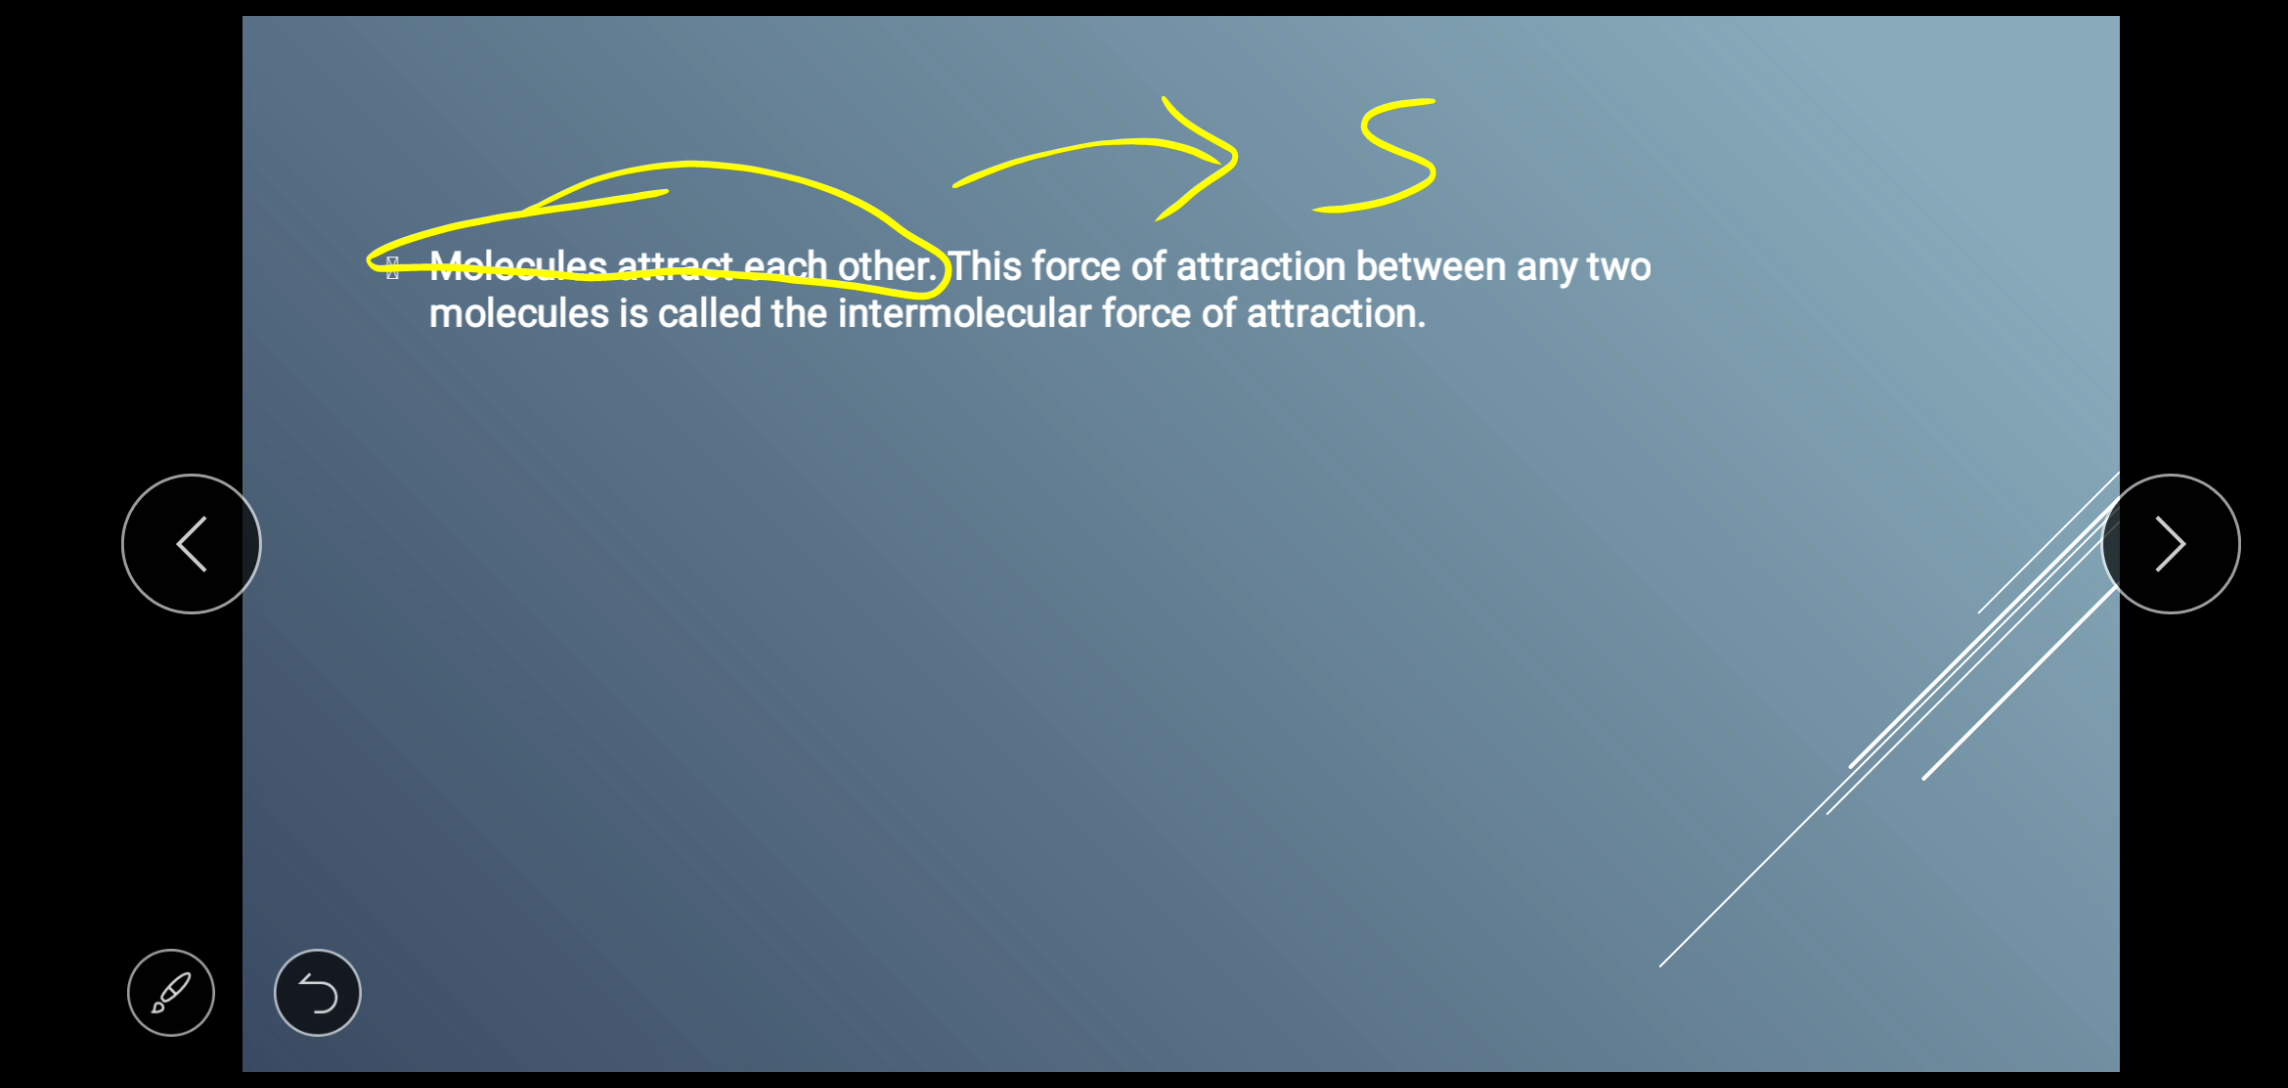 S
Molecules attract each other. This force of attraction between any two
molecules is called the intermolecular force of attraction.